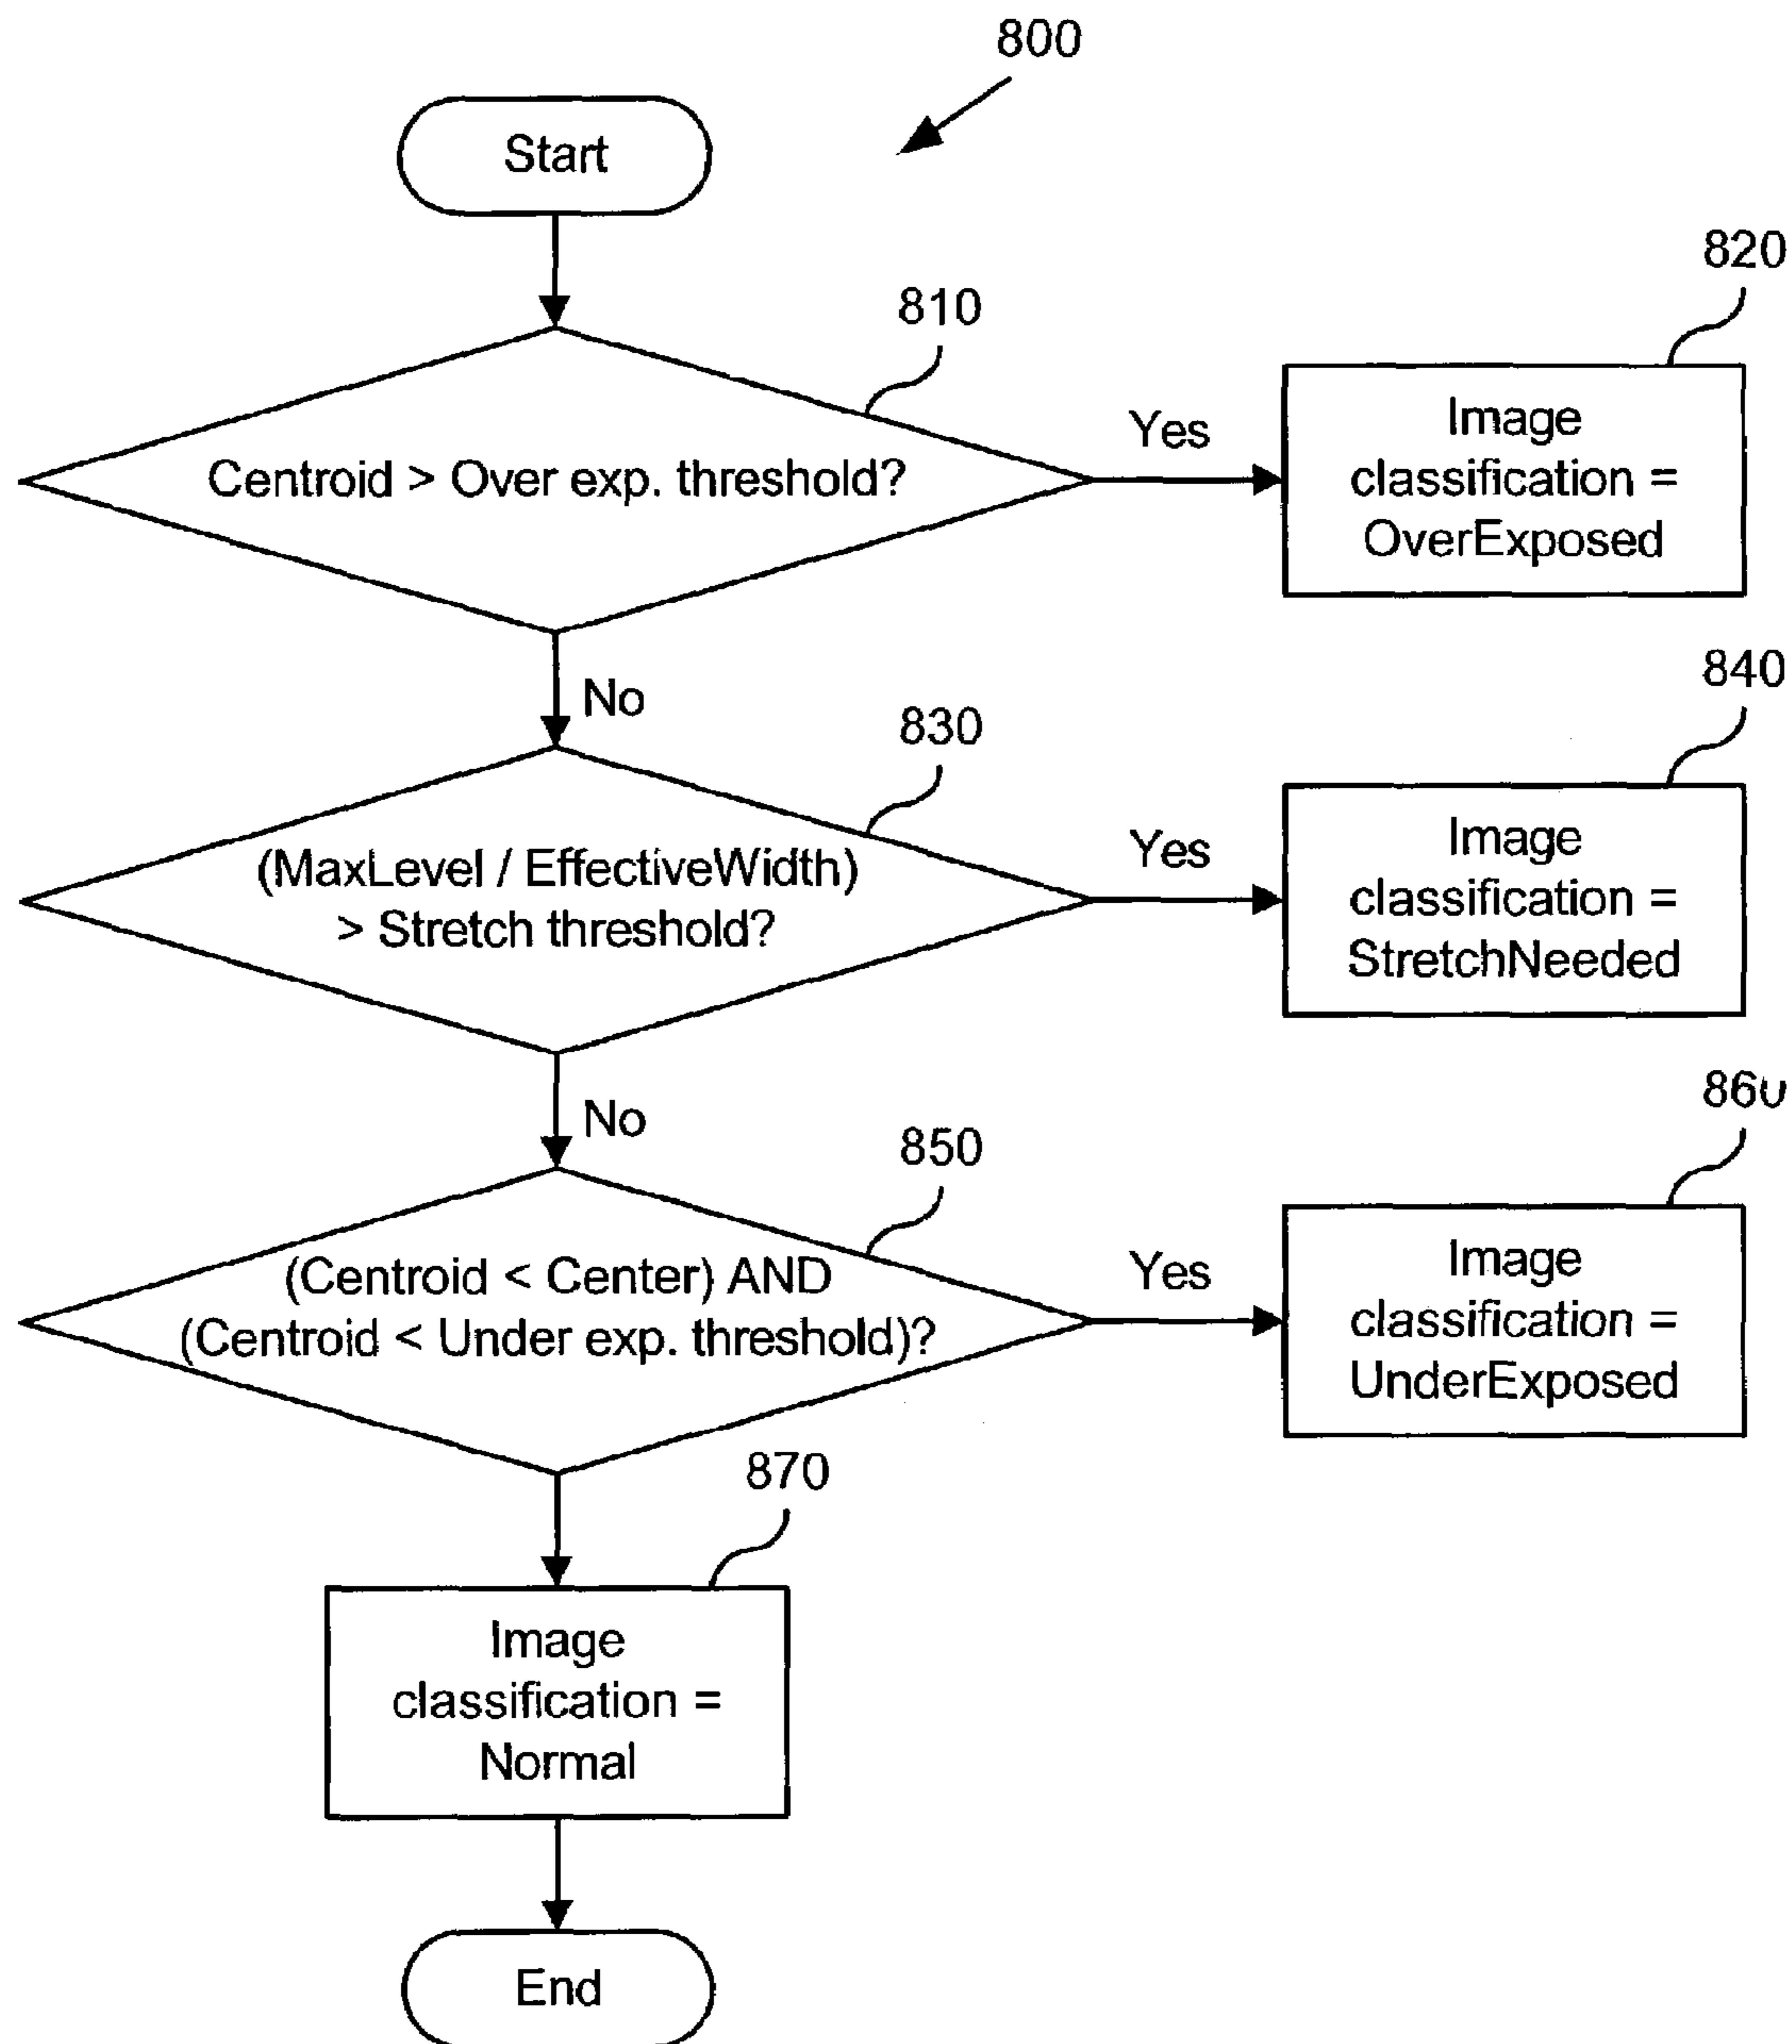 800
Start
810
Centroid > Over exp. threshold?
Yes
820
Image
classification =
OverExposed
No
830
(MaxLevel / EffectiveWidth)
> Stretch threshold?
Yes
840
Image
classification =
StretchNeeded
No
850
(Centroid < Center) AND
(Centroid < Under exp. threshold)?
Yes
860
Image
classification =
UnderExposed
870
Image
classification =
Normal
End